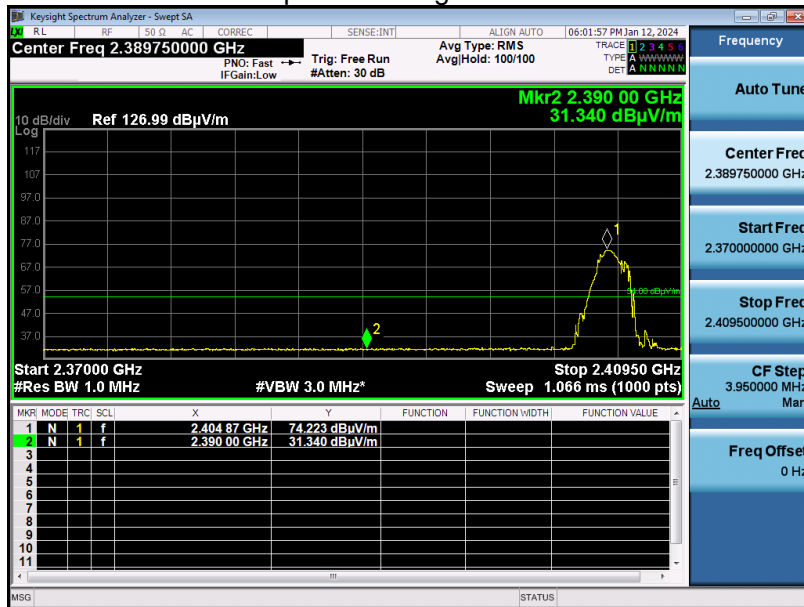 Keysight Spectrum Analyzer - Swept SA
LXI RL RF 50 Ω AC CORREC SENSE:INT ALIGN AUTO 06:01:57 PM Jan 12, 2024
Center Freq 2.389750000 GHz
PNO: Fast
IFGain:Low
Trig: Free Run
#Atten: 30 dB
Avg Type: RMS
Avg|Hold: 100/100
TRACE 1 2 3 4 5 6
TYPE A WWWWW
DET A N N N N N
Frequency
Auto Tune
Center Freq
2.389750000 GHz
Start Freq
2.370000000 GHz
Stop Freq
2.409500000 GHz
CF Step
3.950000 MHz
Auto Man
Freq Offset
0 Hz
Mkr2 2.390 00 GHz
31.340 dBµV/m
10 dB/div Ref 126.99 dBµV/m
Log
117
107
97.0
87.0
77.0
67.0
57.0
47.0
37.0
1
2
54.00 dBµV/m
Start 2.37000 GHz Stop 2.40950 GHz
#Res BW 1.0 MHz #VBW 3.0 MHz* Sweep 1.066 ms (1000 pts)
MKR MODE TRC SCL X Y FUNCTION FUNCTION WIDTH FUNCTION VALUE
1 N 1 f 2.404 87 GHz 74.223 dBµV/m
2 N 1 f 2.390 00 GHz 31.340 dBµV/m
3
4
5
6
7
8
9
10
11
MSG STATUS